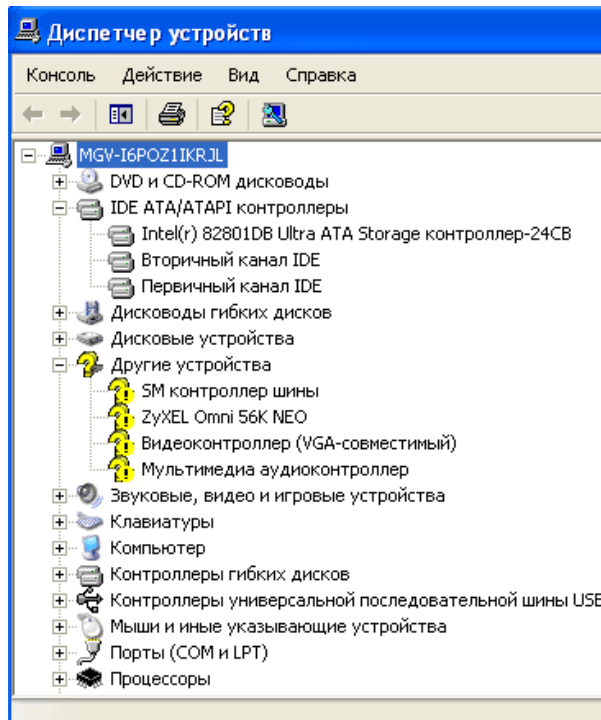 Диспетчер устройств
Консоль Действие Вид Справка
MGV-I6POZ1IKRJL
DVD и CD-ROM дисководы
IDE ATA/ATAPI контроллеры
Intel(r) 82801DB Ultra ATA Storage контроллер-24CB
Вторичный канал IDE
Первичный канал IDE
Дисководы гибких дисков
Дисковые устройства
Другие устройства
SM контроллер шины
ZyXEL Omni 56K NEO
Видеоконтроллер (VGA-совместимый)
Мультимедиа аудиоконтроллер
Звуковые, видео и игровые устройства
Клавиатуры
Компьютер
Контроллеры гибких дисков
Контроллеры универсальной последовательной шины USB
Мыши и иные указывающие устройства
Порты (COM и LPT)
Процессоры